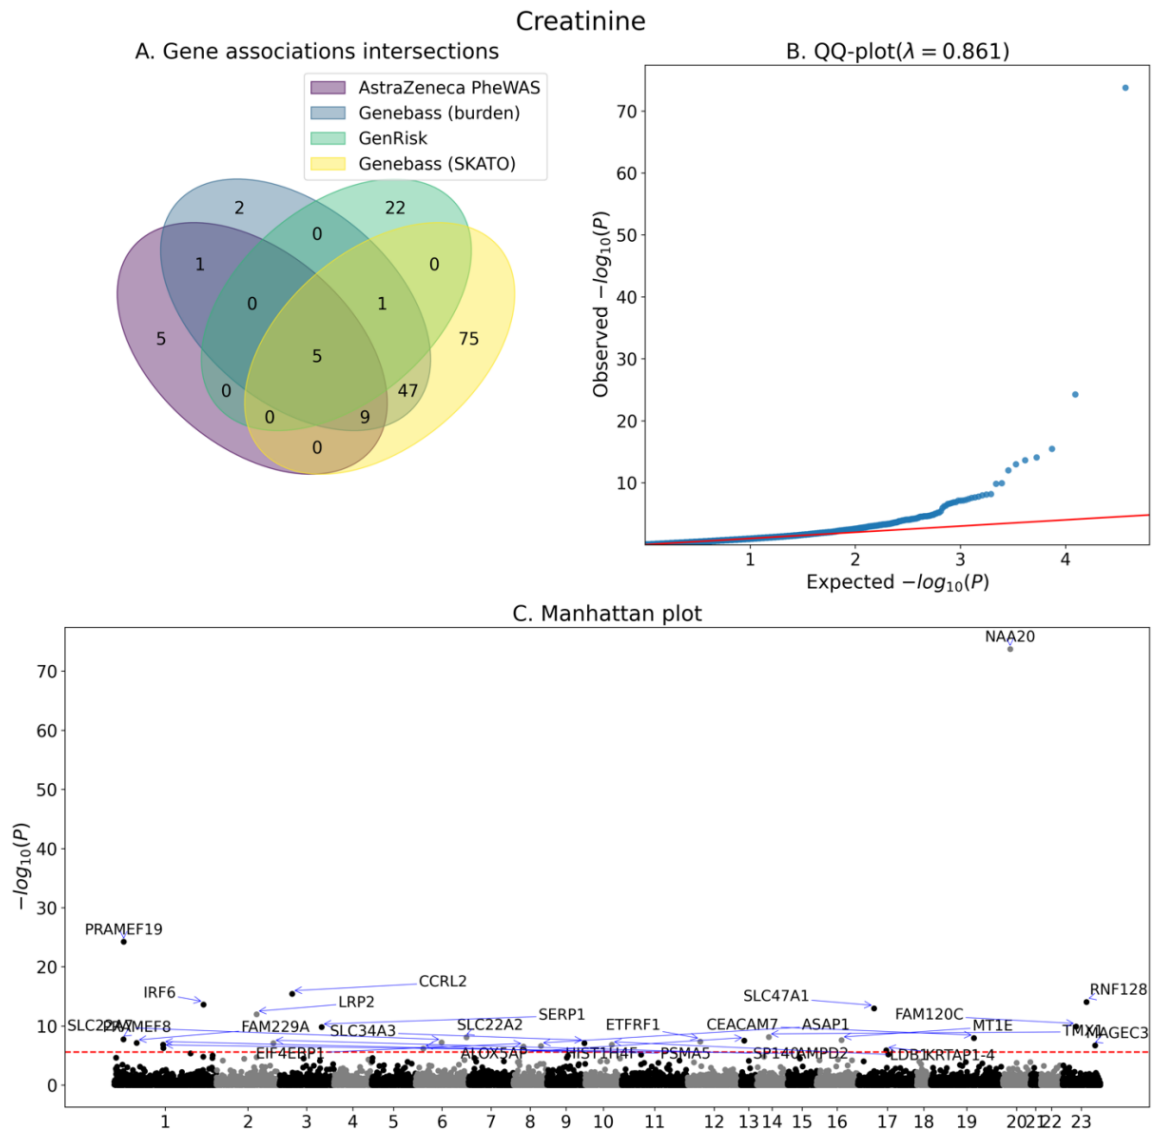 Creatinine
A. Gene associations intersections
AstraZeneca PheWAS
Genebass (burden)
GenRisk
Genebass (SKATO)
2
22
0
1
0
0
1
5
75
5
0
47
0
9
0
B. QQ-plot(λ = 0.861)
Observed −log10(P)
70
60
50
40
30
20
10
1 2 3 4
Expected −log10(P)
C. Manhattan plot
−log10(P)
70
60
50
40
30
20
10
0
NAA20
PRAMEF19
CCRL2
IRF6
LRP2
SLC47A1
RNF128
SERP1
FAM120C
SLC22A7
PRAMEF8
FAM229A
SLC34A3
SLC22A2
ETFRF1
CEACAM7
ASAP1
MT1E
MAGEC3
EIF4EBP1
ALOX5AP
HIST1H4F
PSMA5
SP140
AMPD2
LDB1
KRTAP1-4
1 2 3 4 5 6 7 8 9 10 11 12 13 14 15 16 17 18 19 20 21 22 23